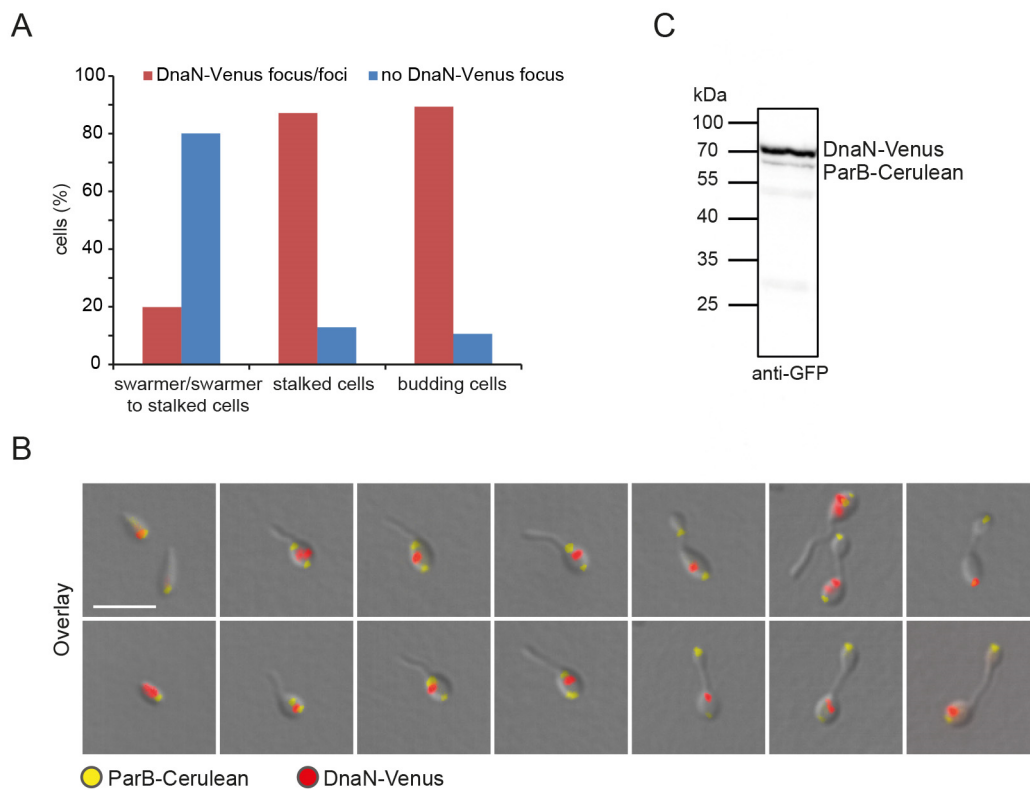 A
100
80
60
40
20
0
cells (%)
DnaN-Venus focus/foci
no DnaN-Venus focus
swarmer/swarmer
to stalked cells
stalked cells
budding cells
C
kDa
100
70
55
40
35
25
DnaN-Venus
ParB-Cerulean
anti-GFP
B
Overlay
ParB-Cerulean
DnaN-Venus